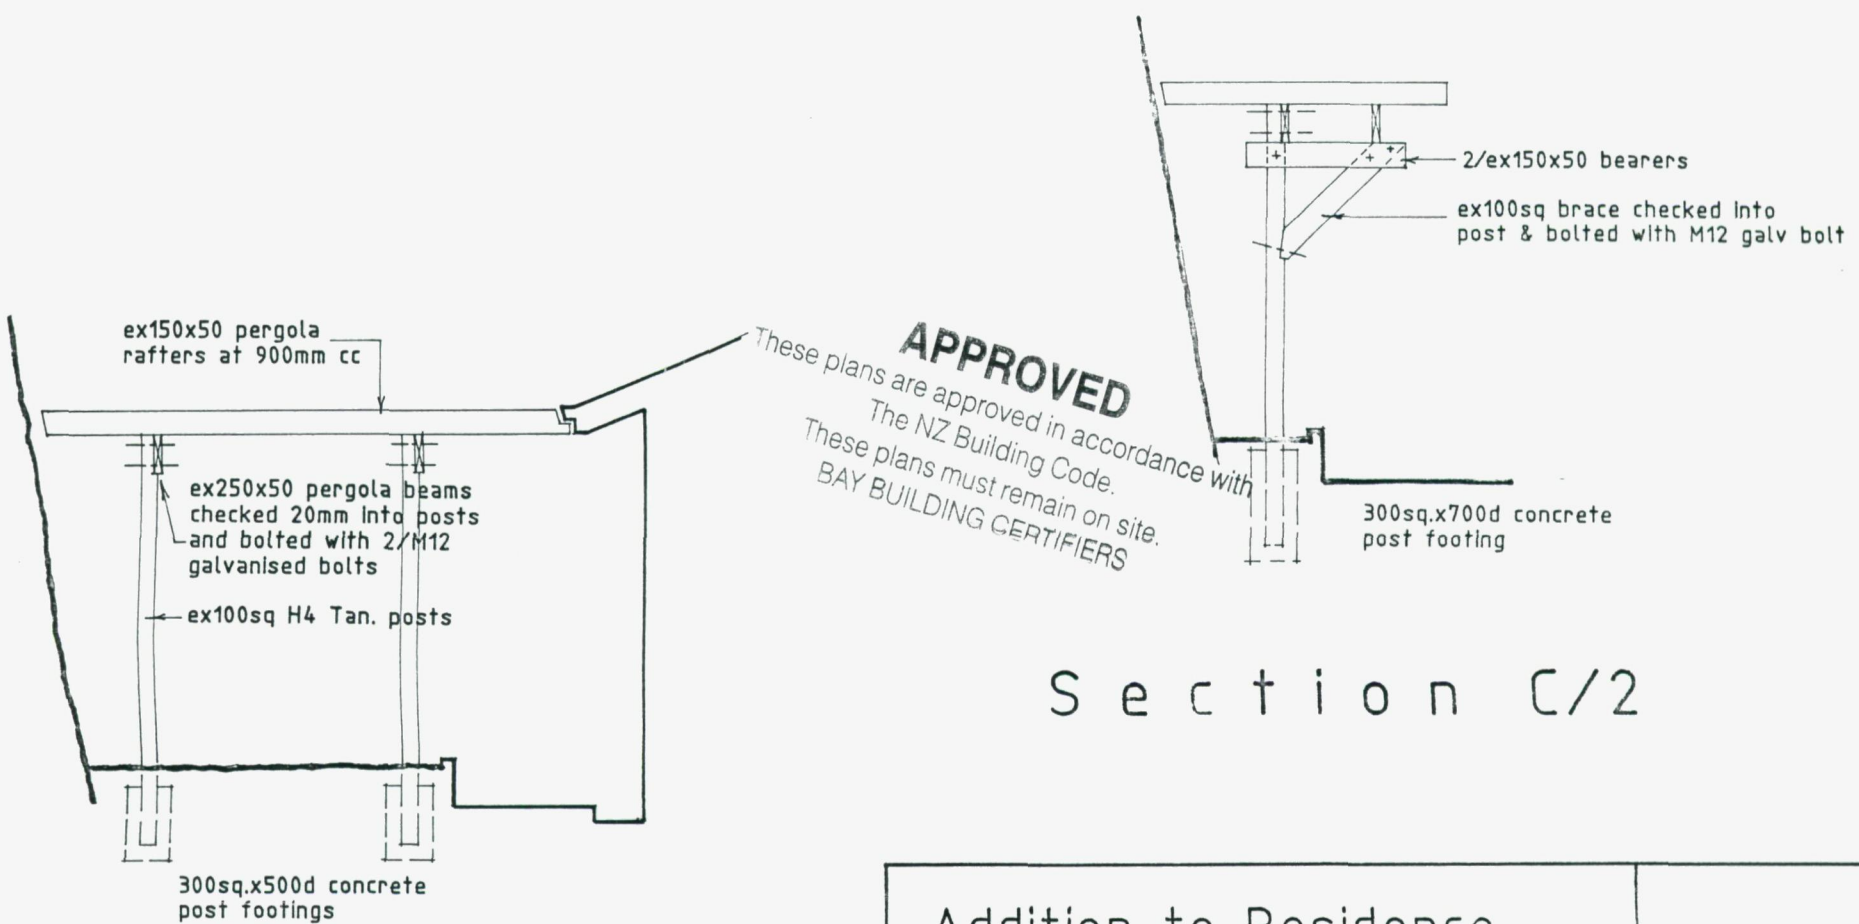 2/ex150x50 bearers
ex100sq brace checked into
post & bolted with M12 galv bolt
ex150x50 pergola
rafters at 900mm cc
APPROVED
These plans are approved in accordance with
The NZ Building Code.
These plans must remain on site.
BAY BUILDING CERTIFIERS
ex250x50 pergola beams
checked 20mm into posts
and bolted with 2/M12
galvanised bolts
300sq.x700d concrete
post footing
ex100sq H4 Tan. posts
Section C/2
300sq.x500d concrete
post footings
Addition to Residence